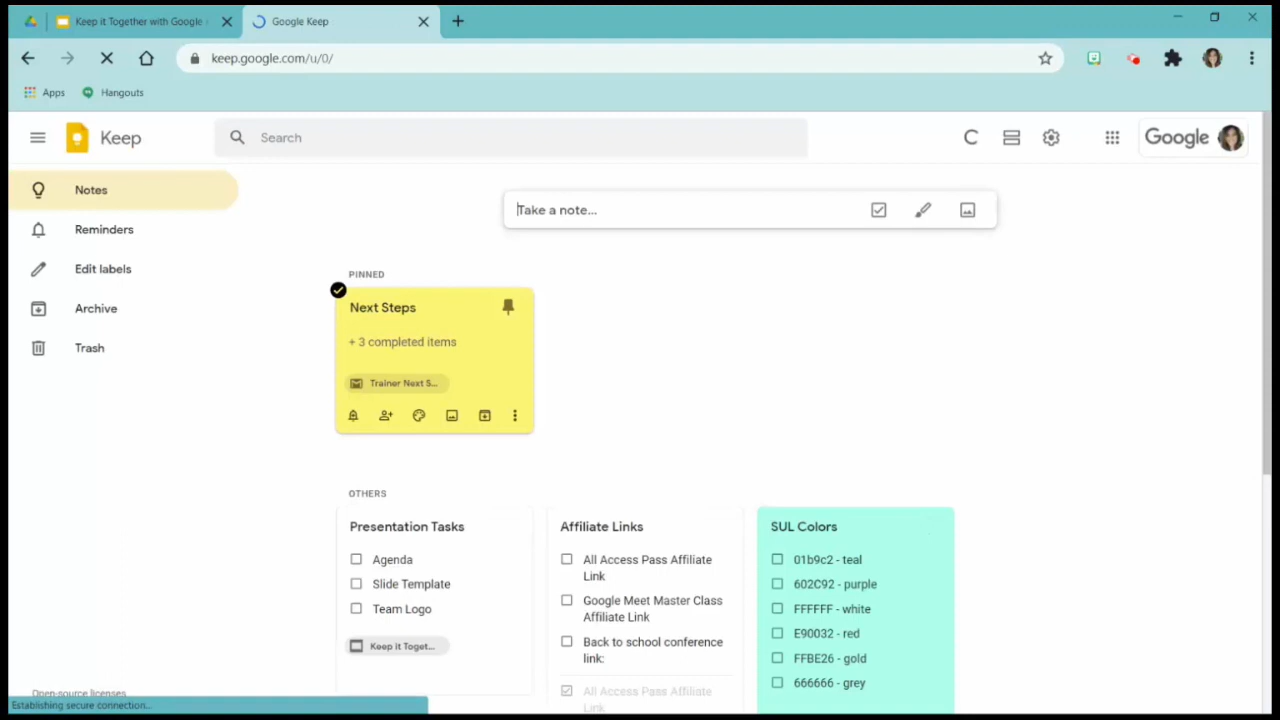 Keep it Together with Google
Google Keep
keep.google.com/u/0/
Apps
Hangouts
Keep
Search
Google
Notes
Reminders
Edit labels
Archive
Trash
Take a note...
PINNED
Next Steps
+ 3 completed items
Trainer Next S...
OTHERS
Presentation Tasks
Agenda
Slide Template
Team Logo
Keep it Toget...
Affiliate Links
All Access Pass Affiliate
Link
Google Meet Master Class
Affiliate Link
Back to school conference
link:
All Access Pass Affiliate
Link
SUL Colors
01b9c2 - teal
602C92 - purple
FFFFFF - white
E90032 - red
FFBE26 - gold
666666 - grey
Open-source licenses
Establishing secure connection...